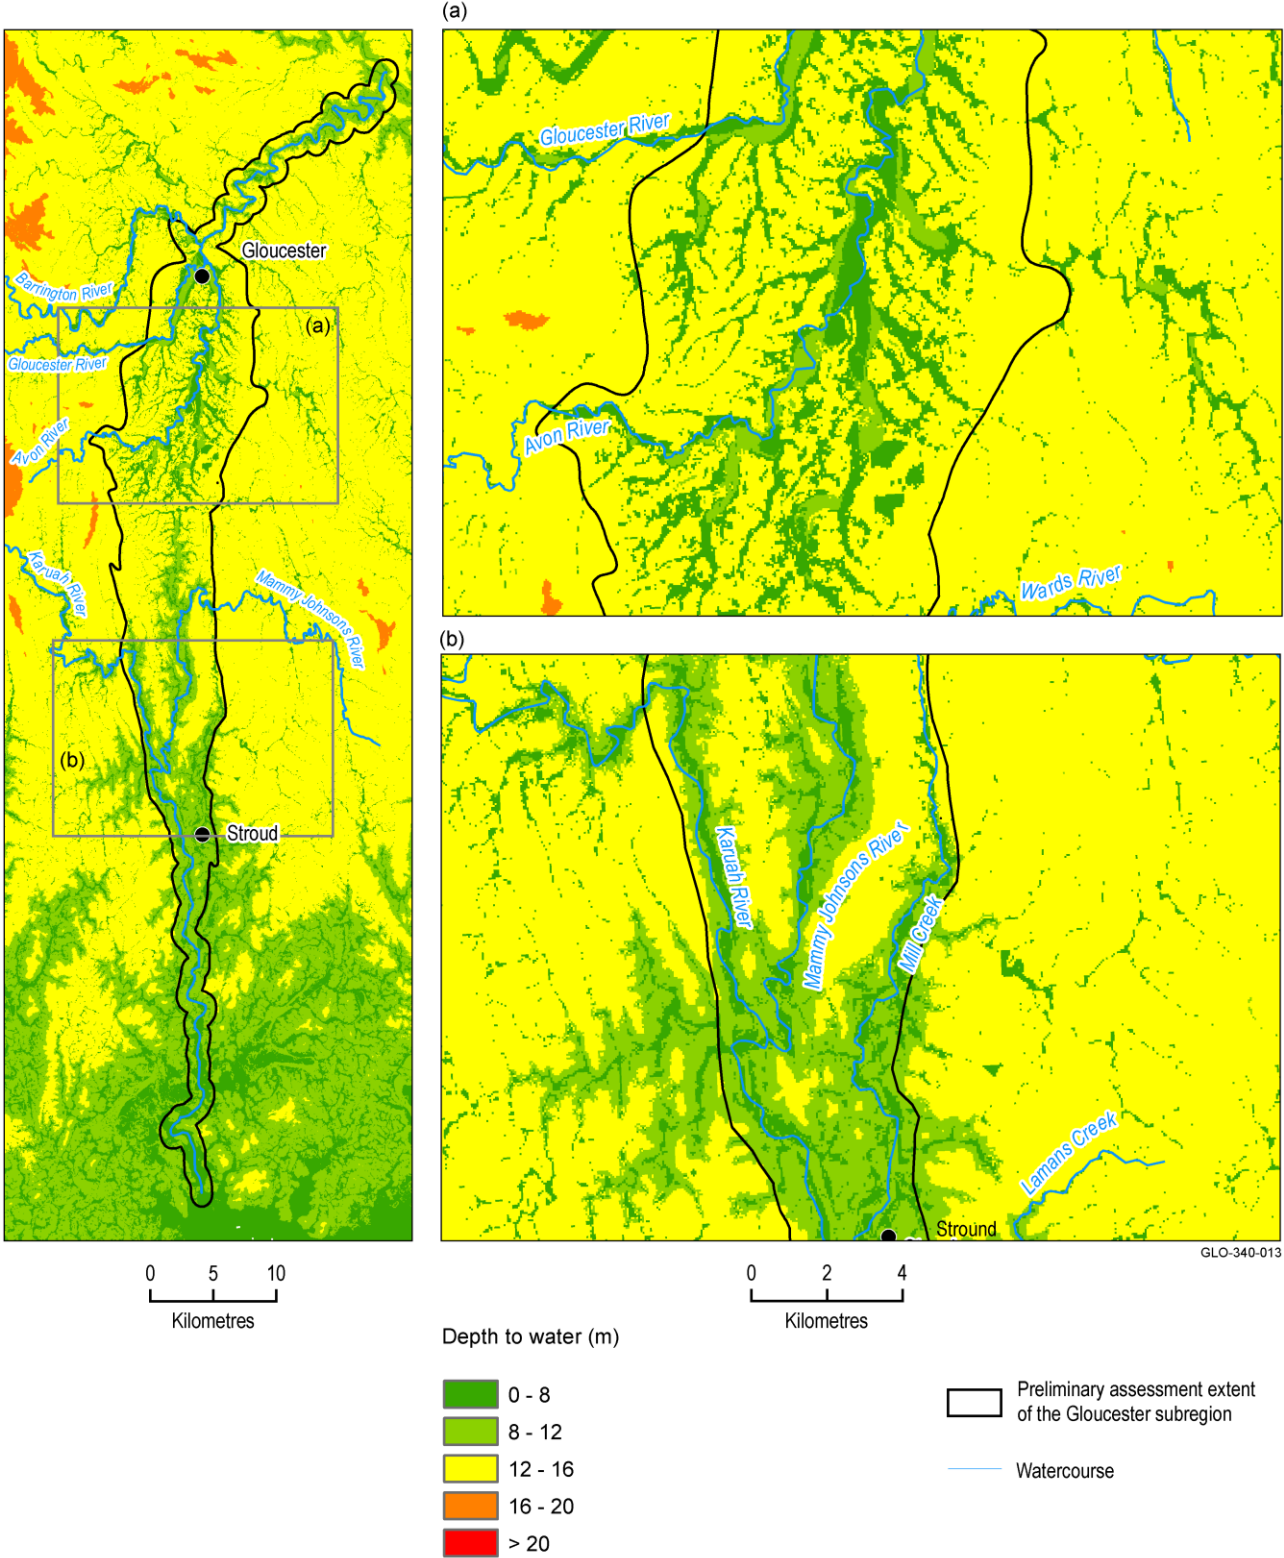 (a)
Gloucester
Barrington River
(a)
Gloucester River
Avon River
Karuah River
Mammy Johnsons River
(b)
Stroud
Gloucester River
Avon River
Wards River
(b)
Karuah River
Mammy Johnsons River
Mill Creek
Lamans Creek
Stround
GLO-340-013
0 5 10
Kilometres
0 2 4
Kilometres
Depth to water (m)
0 - 8
8 - 12
12 - 16
16 - 20
> 20
Preliminary assessment extent
of the Gloucester subregion
Watercourse